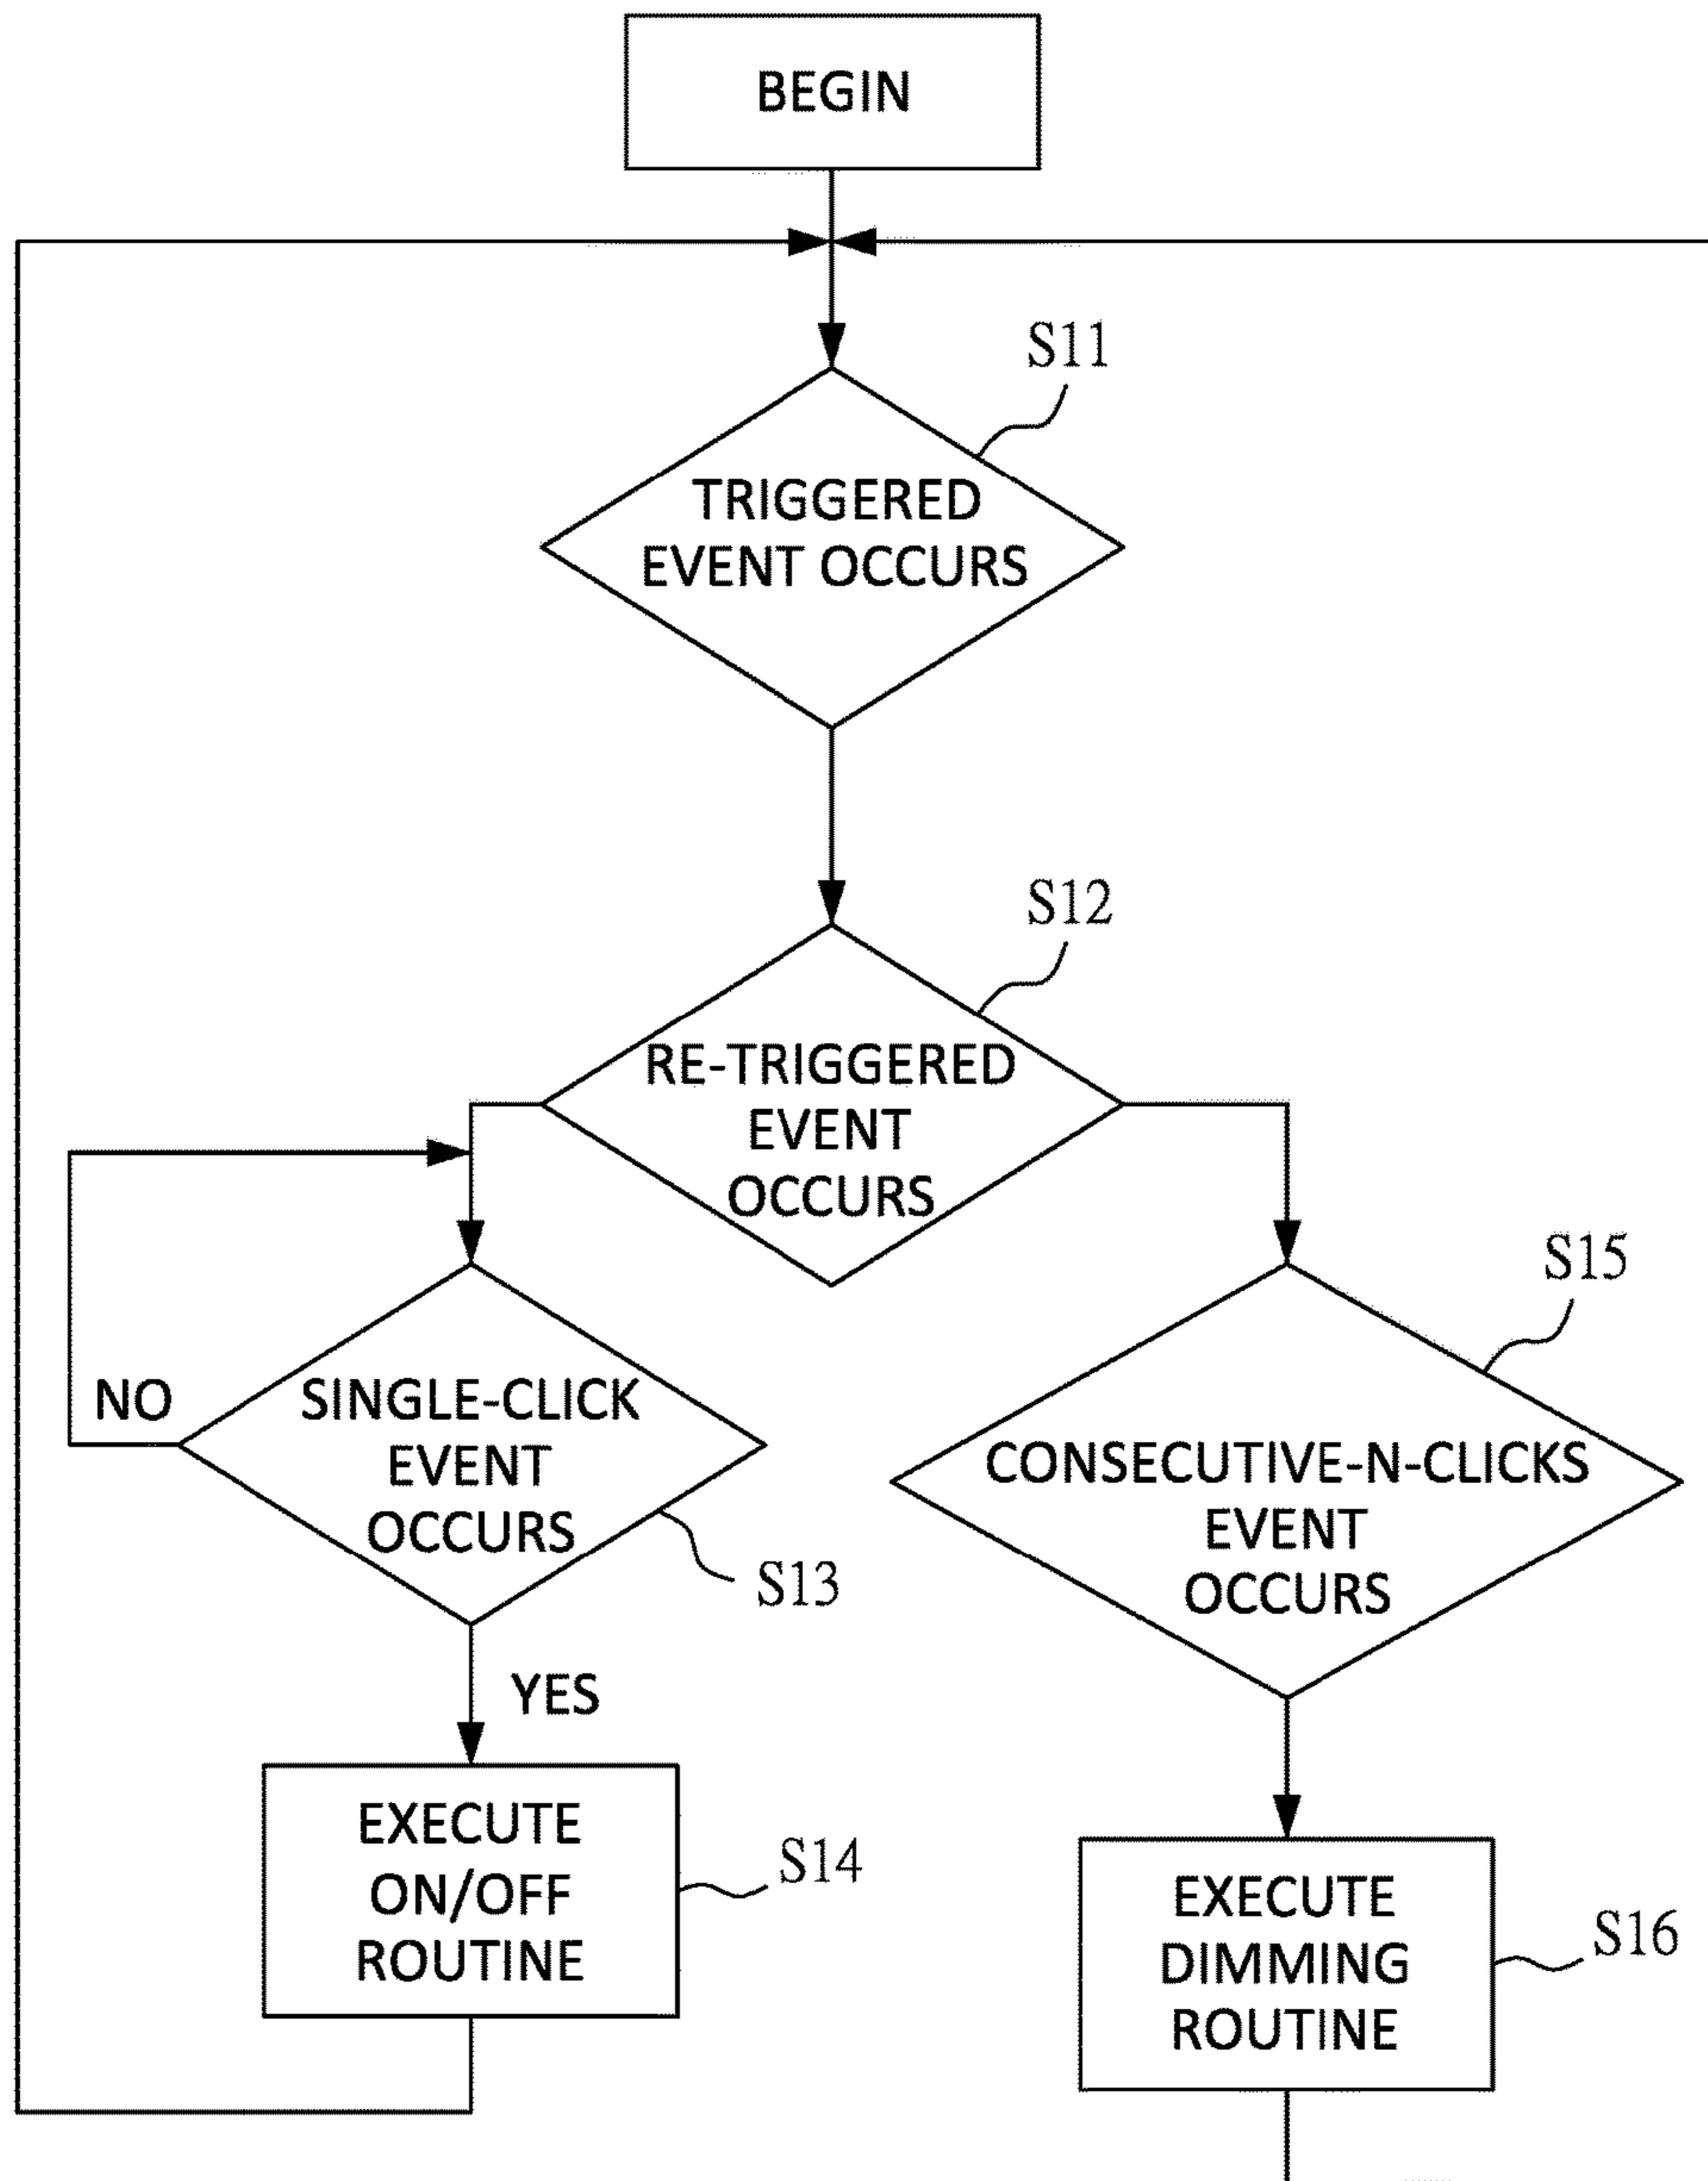 BEGIN
S11
TRIGGERED
EVENT OCCURS
S12
RE-TRIGGERED
EVENT
OCCURS
S15
NO
SINGLE-CLICK
EVENT
OCCURS
S13
CONSECUTIVE-N-CLICKS
EVENT
OCCURS
YES
EXECUTE
ON/OFF
ROUTINE
S14
EXECUTE
DIMMING
ROUTINE
S16